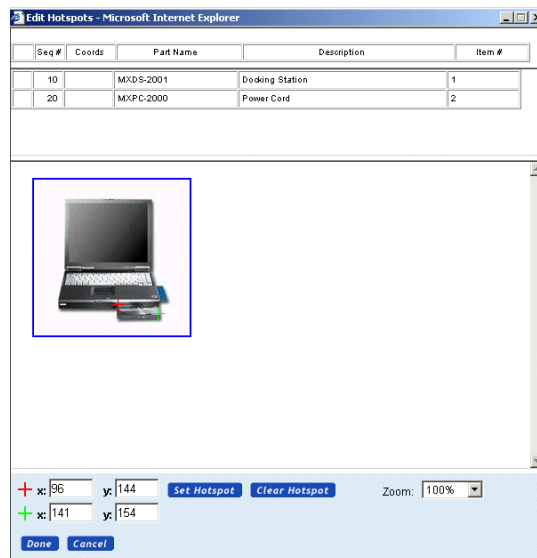 Edit Hotspots - Microsoft Internet Explorer
Seq # Coords Part Name Description Item #
10 MXDS-2001 Docking Station 1
20 MXPC-2000 Power Cord 2
x: 96 y: 144 Set Hotspot Clear Hotspot Zoom: 100%
x: 141 y: 154
Done Cancel